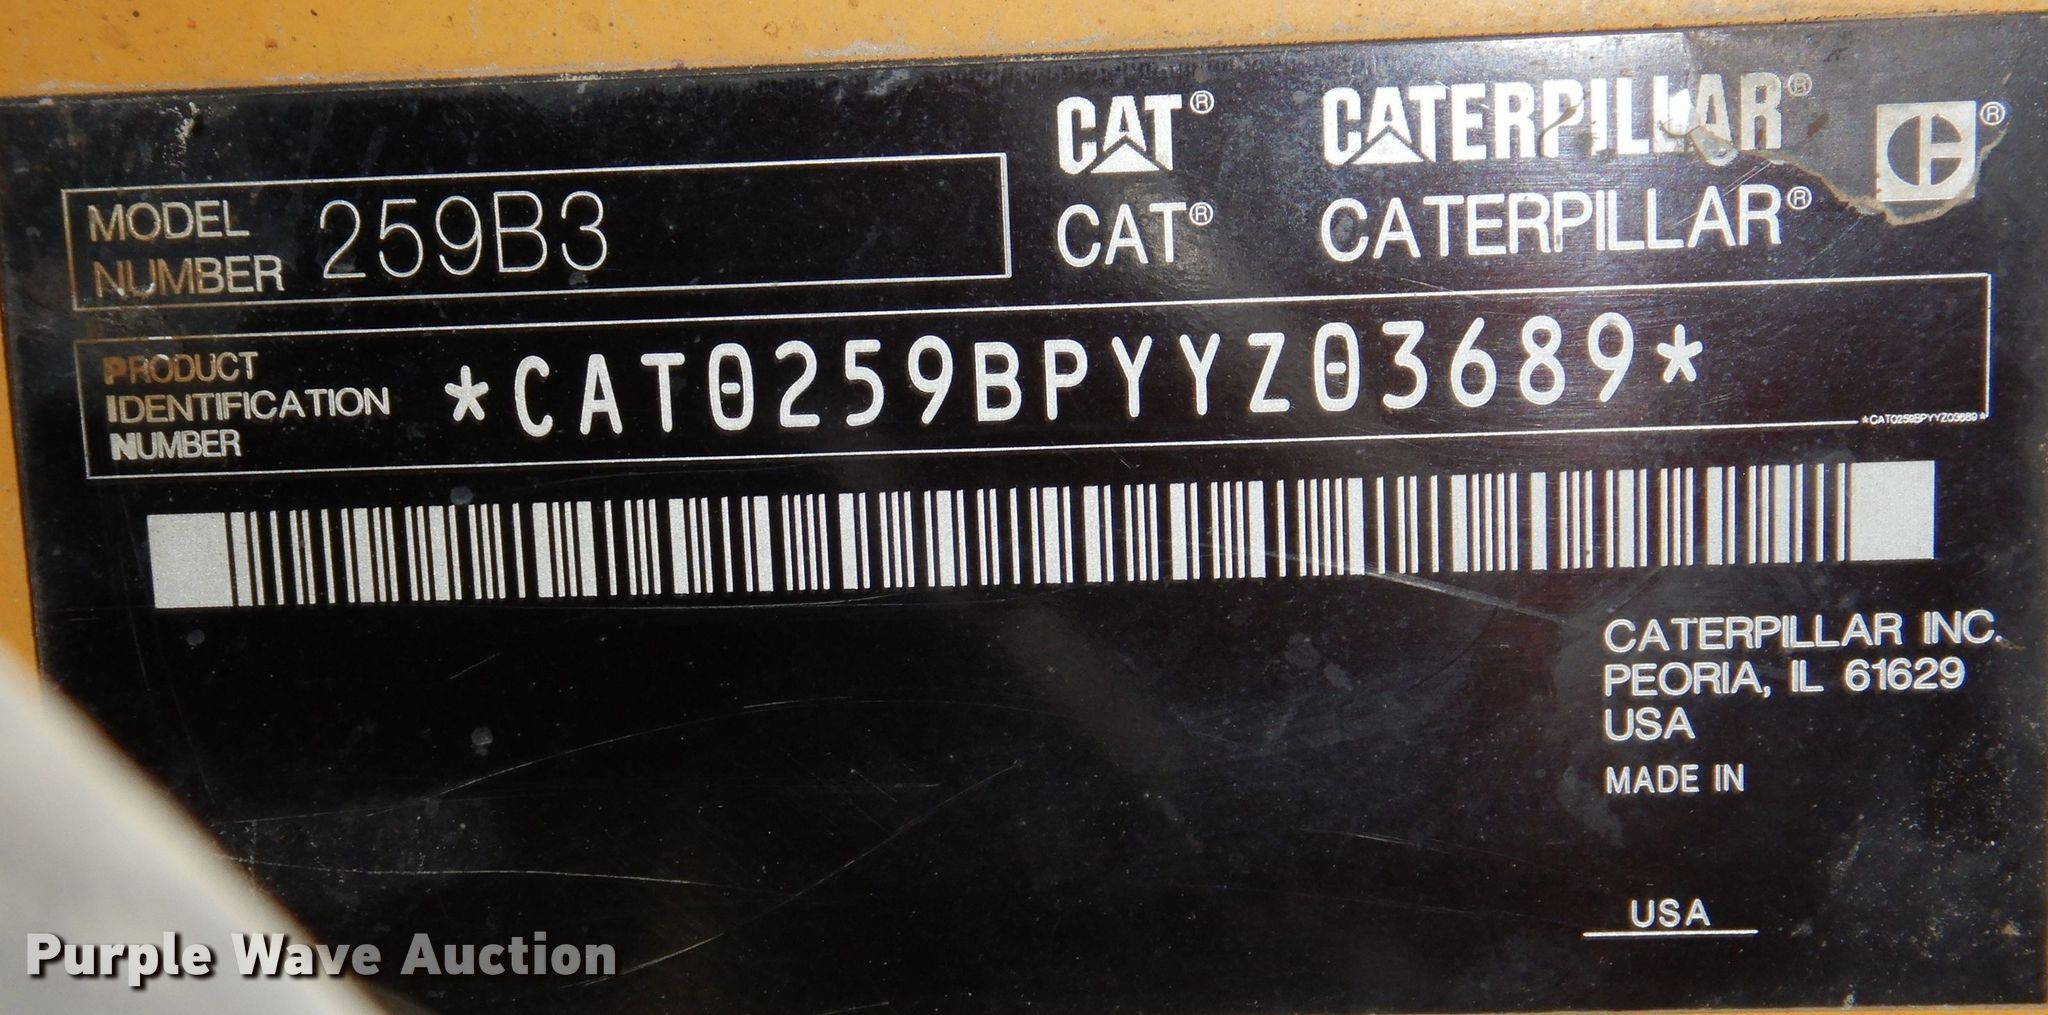 CAT® CATERPILLAR® C®
CAT® CATERPILLAR®
MODEL
NUMBER 259B3
PRODUCT
IDENTIFICATION
NUMBER
*CAT0259BPYYZ03689*
*CAT0259BPYYZ03689*
CATERPILLAR INC.
PEORIA, IL 61629
USA
MADE IN
USA
Purple Wave Auction